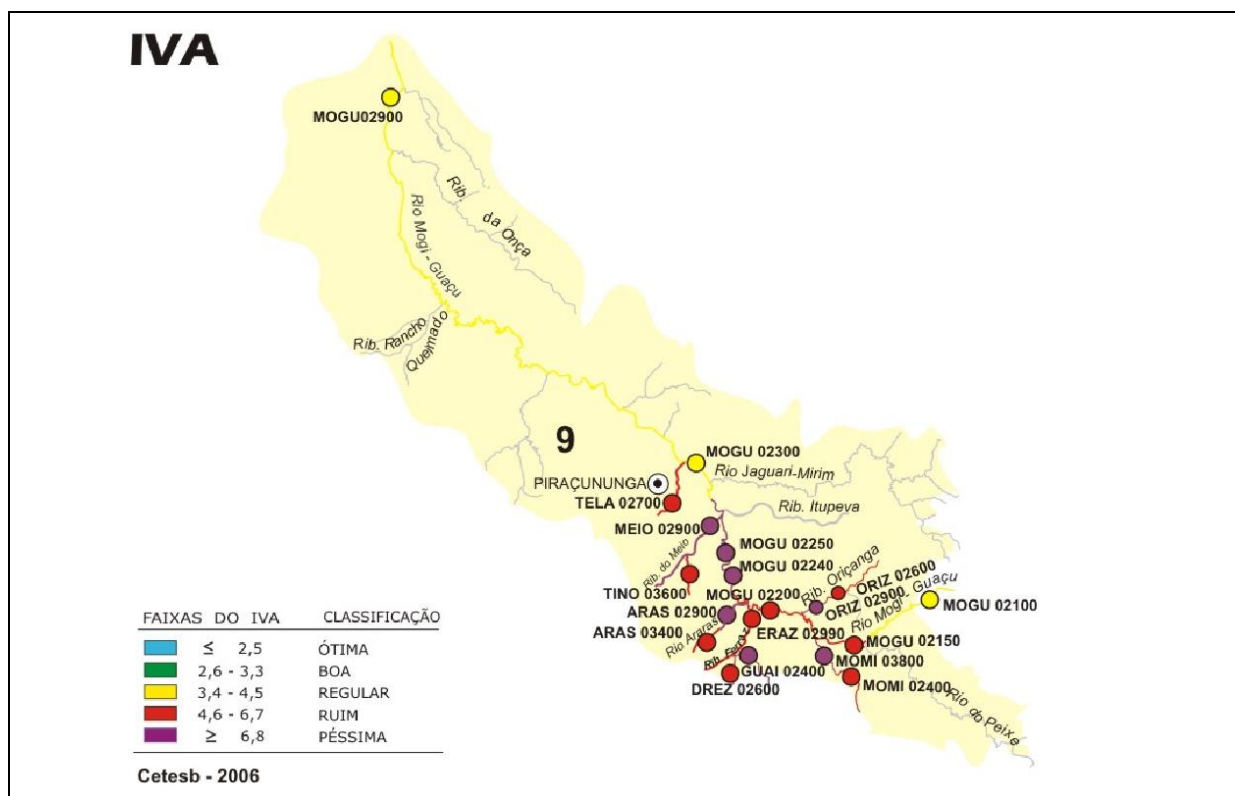 IVA
MOGU02900
Rib. da Onça
Rio Mogi - Guaçu
Rib. Rancho
Queimado
9
MOGU 02300
Rio Jaguari-Mirim
PIRAÇUNUNGA
TELA 02700
Rib. Itupeva
MEIO 02900
MOGU 02250
Rib. do Meio
MOGU 02240
Rib. Oriçanga
ORIZ 02600
TINO 03600
MOGU 02200
ORIZ 02900
Rio Mogi - Guaçu
MOGU 02100
ARAS 02900
Rio Araras
ERAZ 02990
ARAS 03400
Rib. Ferraz
MOGU 02150
GUAI 02400
MOMI 03800
DREZ 02600
MOMI 02400
Rio do Peixe
FAIXAS DO IVA CLASSIFICAÇÃO
≤ 2,5 ÓTIMA
2,6 - 3,3 BOA
3,4 - 4,5 REGULAR
4,6 - 6,7 RUIM
≥ 6,8 PÉSSIMA
Cetesb - 2006